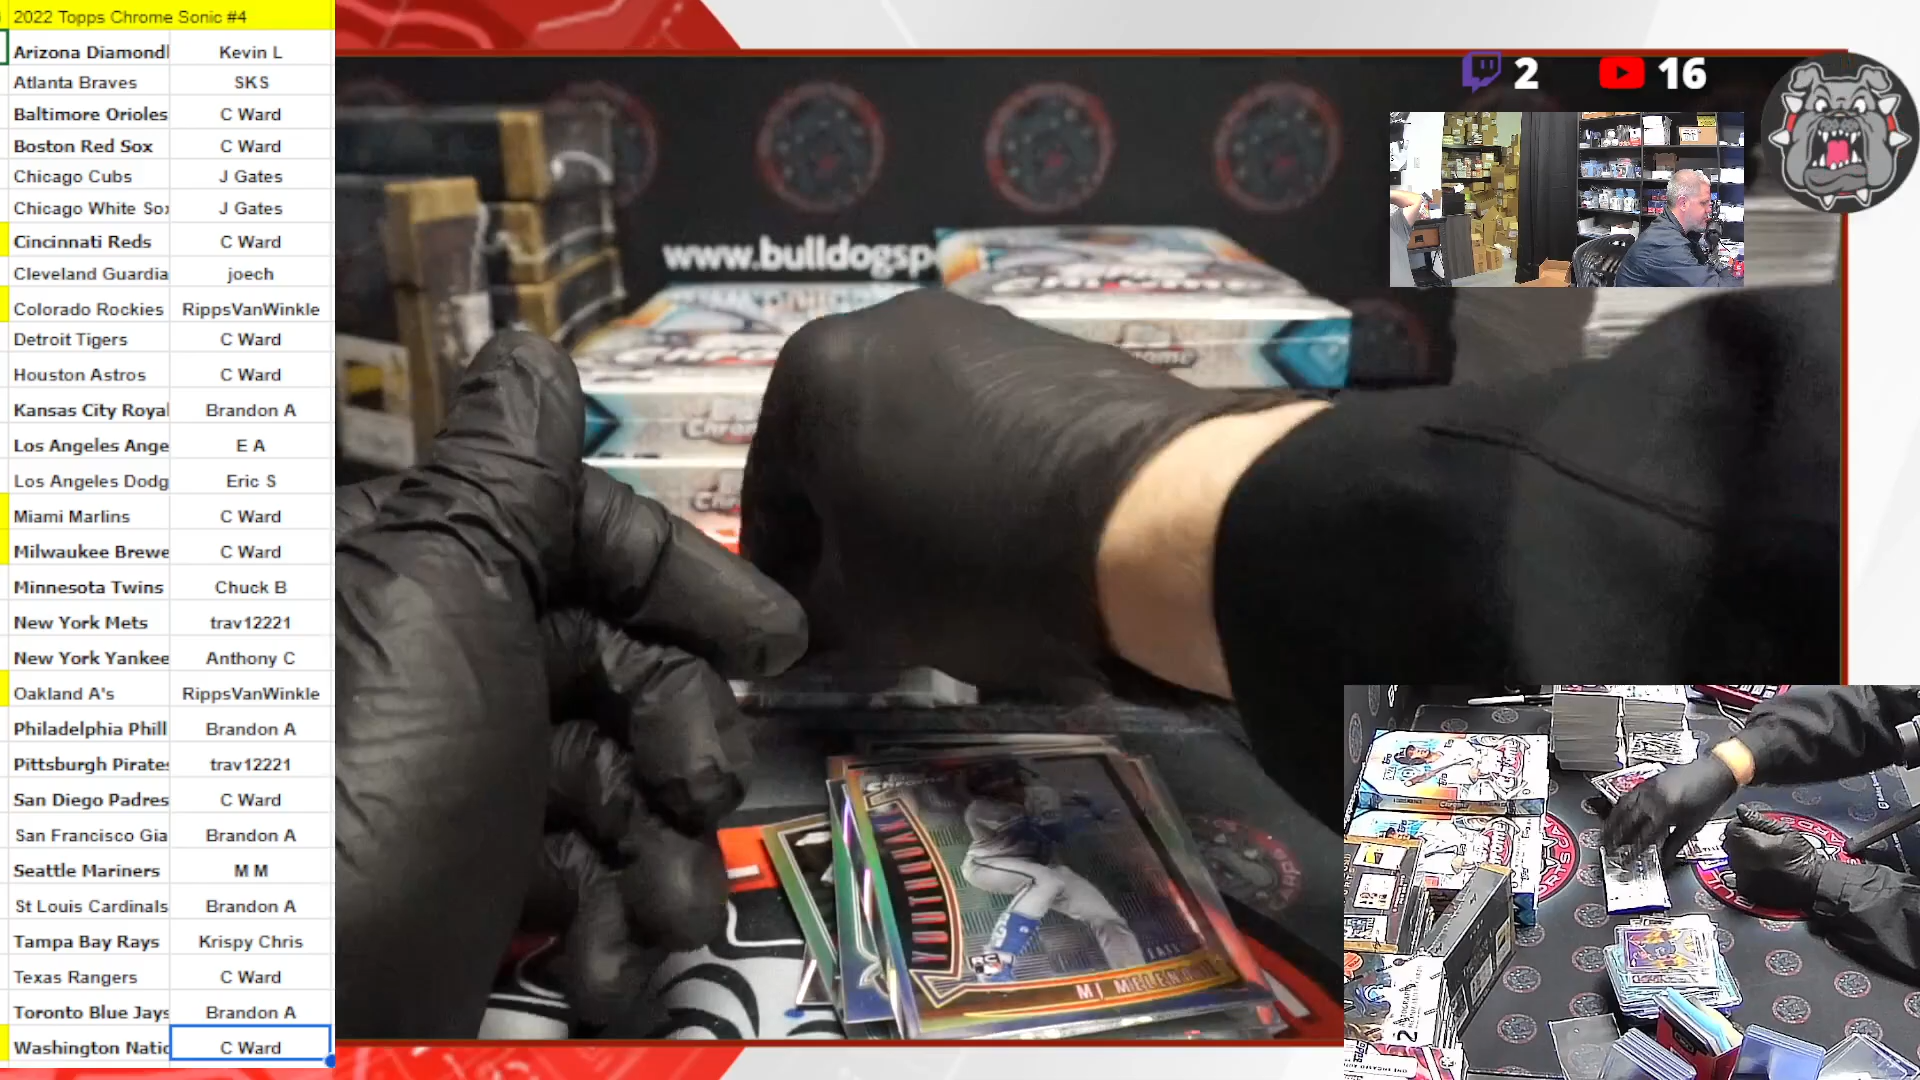 2022 Topps Chrome Sonic #4
Arizona Diamond Kevin L
Atlanta Braves SKS
Baltimore Orioles C Ward
Boston Red Sox C Ward
Chicago Cubs J Gates
Chicago White Sox J Gates
Cincinnati Reds C Ward
Cleveland Guardia joech
Colorado Rockies RippsVanWinkle
Detroit Tigers C Ward
Houston Astros C Ward
Kansas City Royal Brandon A
Los Angeles Ange E A
Los Angeles Dodg Eric S
Miami Marlins C Ward
Milwaukee Brewe C Ward
Minnesota Twins Chuck B
New York Mets trav12221
New York Yankee Anthony C
Oakland A's RippsVanWinkle
Philadelphia Phill Brandon A
Pittsburgh Pirates trav12221
San Diego Padres C Ward
San Francisco Gia Brandon A
Seattle Mariners M M
St Louis Cardinals Brandon A
Tampa Bay Rays Krispy Chris
Texas Rangers C Ward
Toronto Blue Jays Brandon A
Washington Natio C Ward
2 16
www.bulldogsp
CHROME
Chrome
YOUTHQUAKE
RC
MJ MELEN